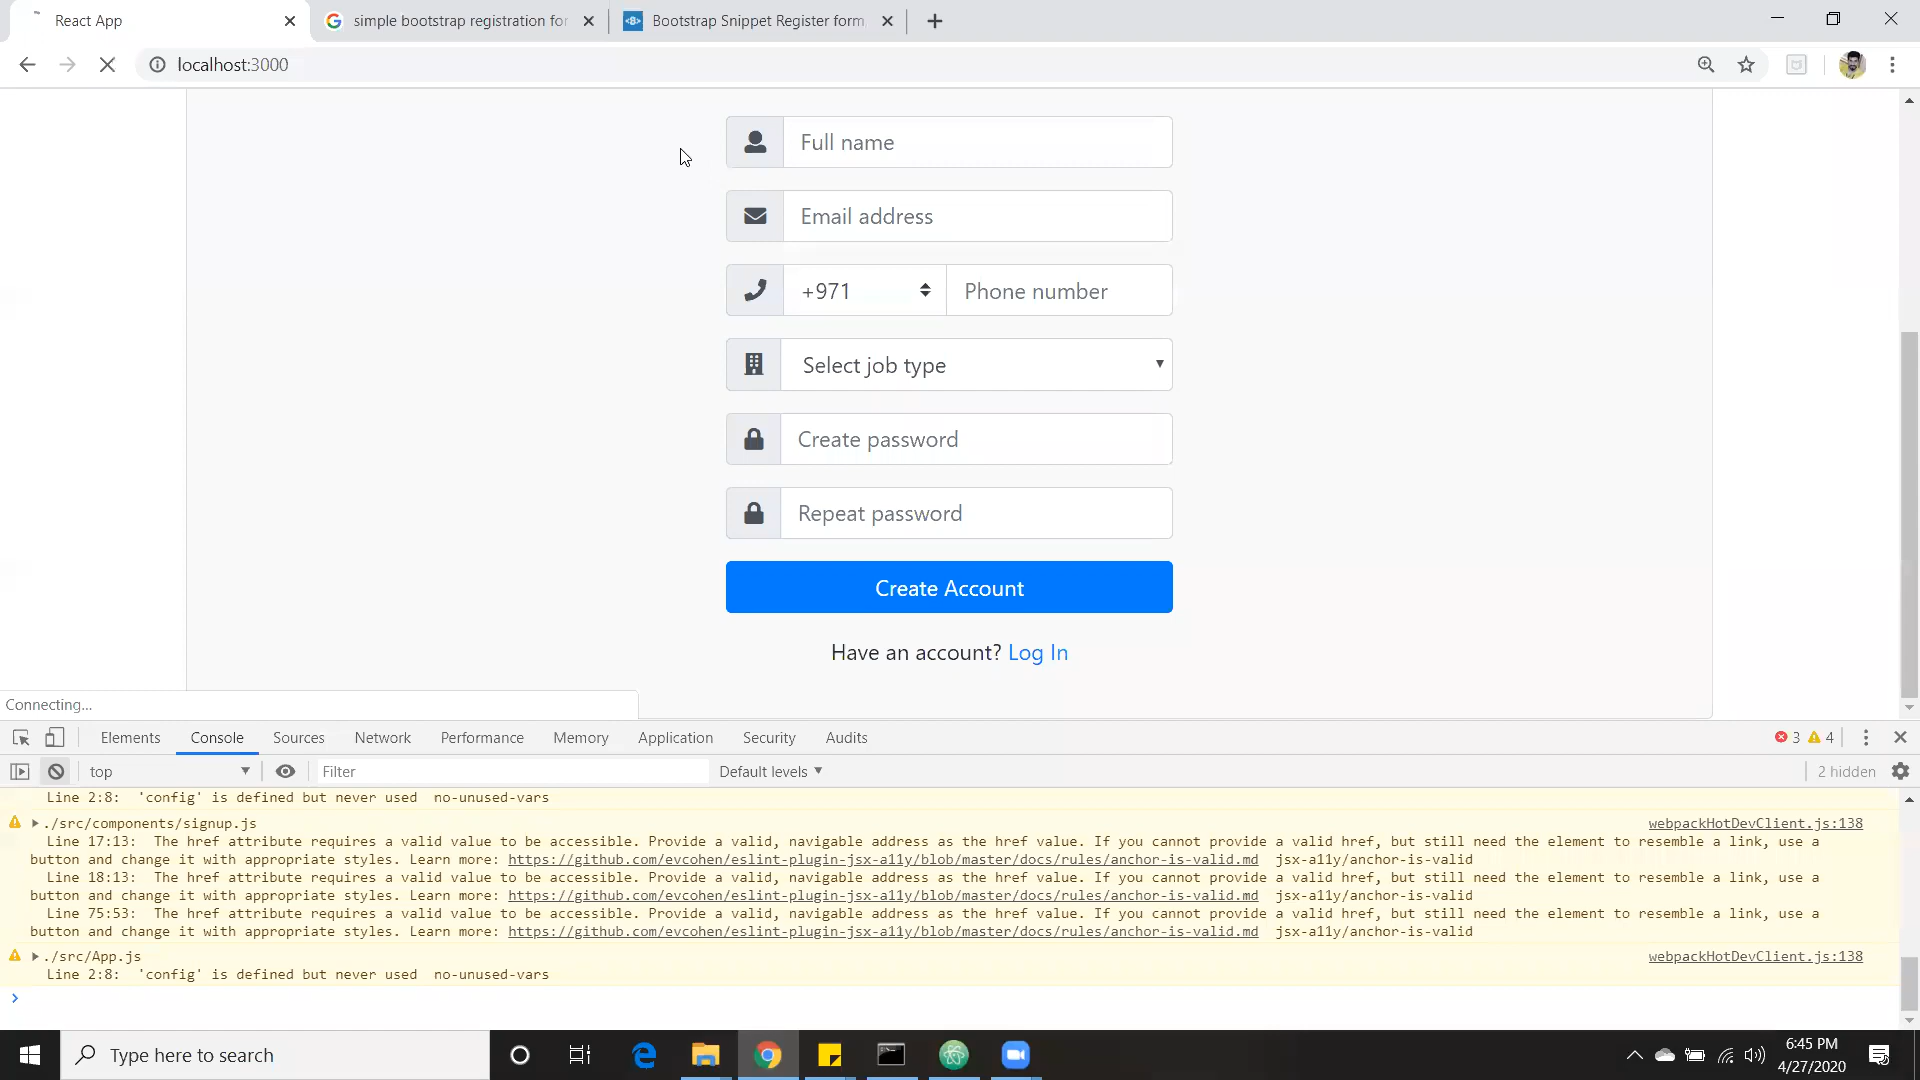 React App
simple bootstrap registration for
Bootstrap Snippet Register form
localhost:3000
Full name
Email address
+971
Phone number
Select job type
Create password
Repeat password
Create Account
Have an account? Log In
Connecting...
Elements Console Sources Network Performance Memory Application Security Audits 3 4
top Filter Default levels 2 hidden
Line 2:8: 'config' is defined but never used no-unused-vars
./src/components/signup.js webpackHotDevClient.js:138
Line 17:13: The href attribute requires a valid value to be accessible. Provide a valid, navigable address as the href value. If you cannot provide a valid href, but still need the element to resemble a link, use a
button and change it with appropriate styles. Learn more: https://github.com/evcohen/eslint-plugin-jsx-a11y/blob/master/docs/rules/anchor-is-valid.md jsx-a11y/anchor-is-valid
Line 18:13: The href attribute requires a valid value to be accessible. Provide a valid, navigable address as the href value. If you cannot provide a valid href, but still need the element to resemble a link, use a
button and change it with appropriate styles. Learn more: https://github.com/evcohen/eslint-plugin-jsx-a11y/blob/master/docs/rules/anchor-is-valid.md jsx-a11y/anchor-is-valid
Line 75:53: The href attribute requires a valid value to be accessible. Provide a valid, navigable address as the href value. If you cannot provide a valid href, but still need the element to resemble a link, use a
button and change it with appropriate styles. Learn more: https://github.com/evcohen/eslint-plugin-jsx-a11y/blob/master/docs/rules/anchor-is-valid.md jsx-a11y/anchor-is-valid
./src/App.js webpackHotDevClient.js:138
Line 2:8: 'config' is defined but never used no-unused-vars
Type here to search
6:45 PM
4/27/2020